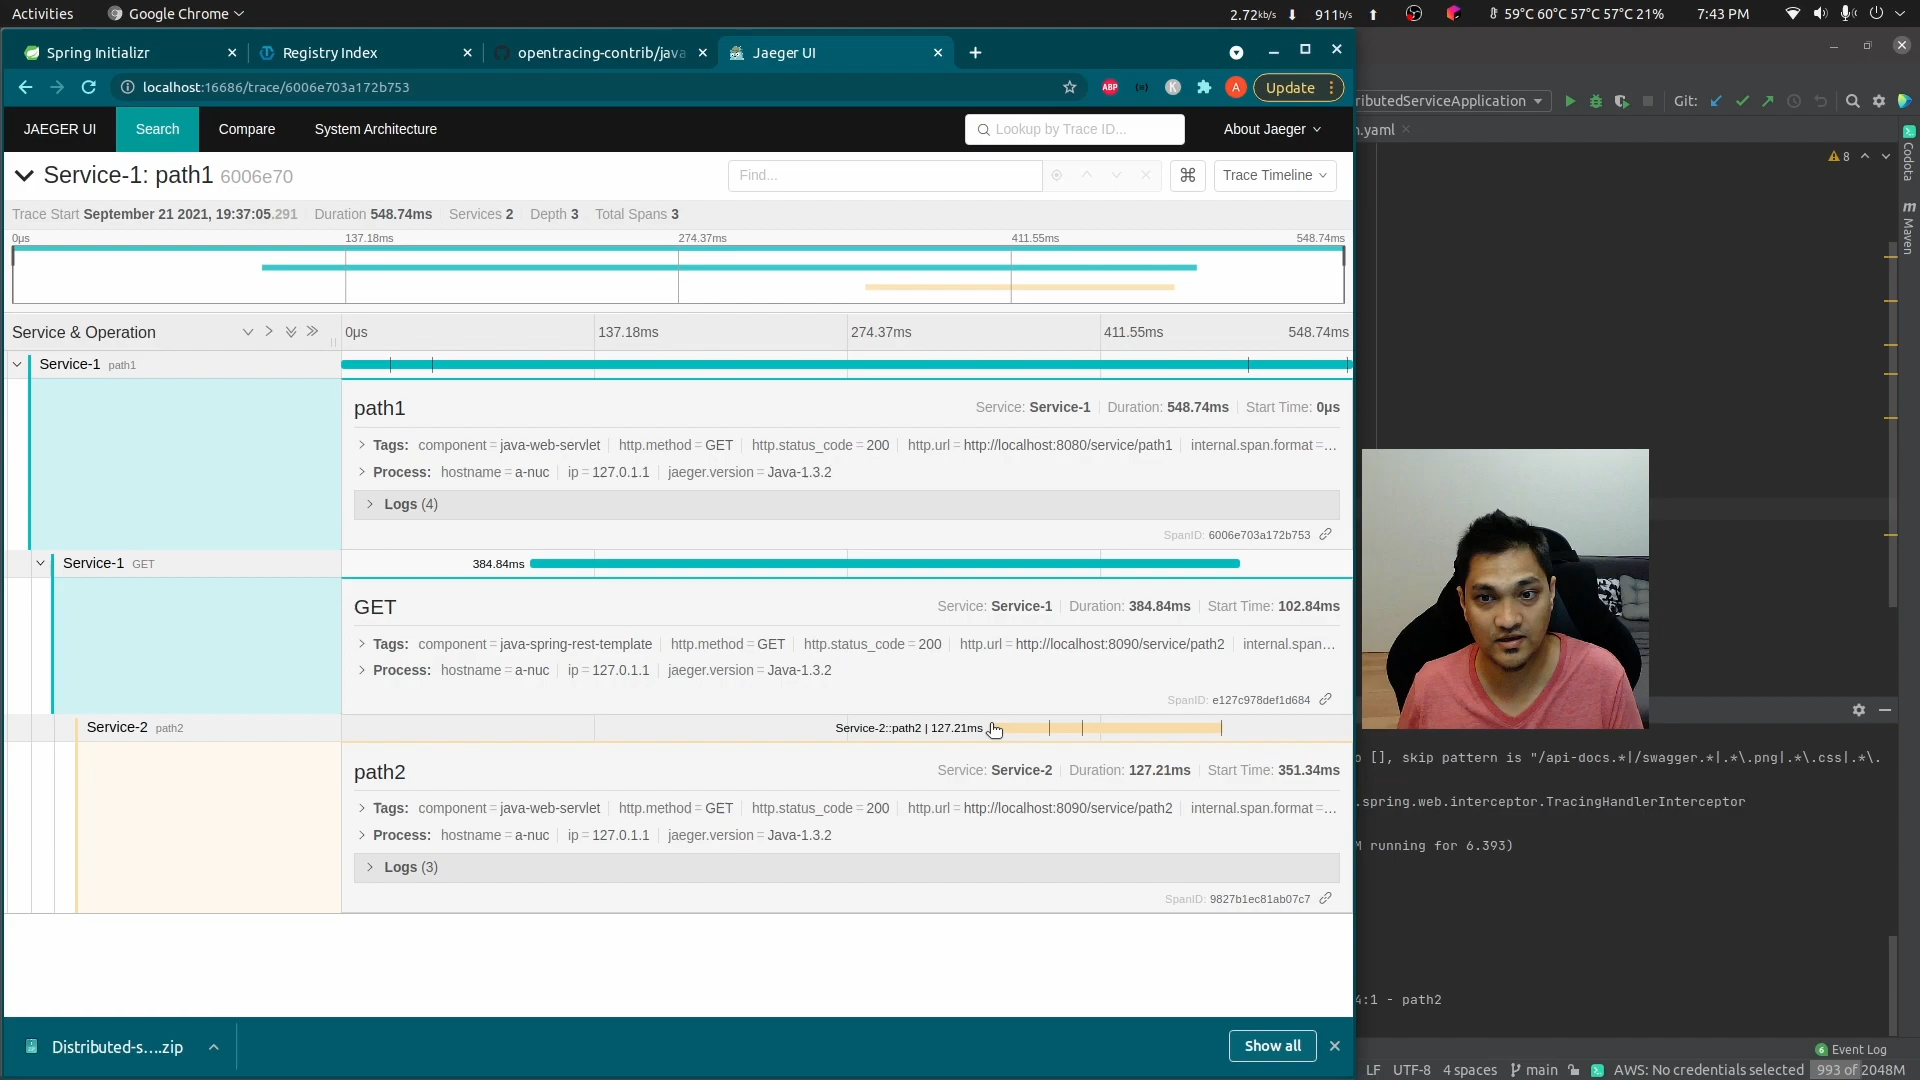 Activities
Google Chrome
2.72kb/s
911b/s
59°C 60°C 57°C 57°C 21%
7:43 PM
Spring Initializr
Registry Index
opentracing-contrib/java
Jaeger UI
localhost:16686/trace/6006e703a172b753
ABP
K
A
Update
JAEGER UI
Search
Compare
System Architecture
Lookup by Trace ID...
About Jaeger
Service-1: path1 6006e70
Find...
Trace Timeline
Trace Start September 21 2021, 19:37:05.291 Duration 548.74ms Services 2 Depth 3 Total Spans 3
0μs 137.18ms 274.37ms 411.55ms 548.74ms
Service & Operation
0μs 137.18ms 274.37ms 411.55ms 548.74ms
Service-1 path1
path1
Service: Service-1 Duration: 548.74ms Start Time: 0μs
Tags: component = java-web-servlet http.method = GET http.status_code = 200 http.url = http://localhost:8080/service/path1 internal.span.format =...
Process: hostname = a-nuc ip = 127.0.1.1 jaeger.version = Java-1.3.2
Logs (4)
SpanID: 6006e703a172b753
Service-1 GET
384.84ms
GET
Service: Service-1 Duration: 384.84ms Start Time: 102.84ms
Tags: component = java-spring-rest-template http.method = GET http.status_code = 200 http.url = http://localhost:8090/service/path2 internal.span...
Process: hostname = a-nuc ip = 127.0.1.1 jaeger.version = Java-1.3.2
SpanID: e127c978def1d684
Service-2 path2
Service-2::path2 | 127.21ms
path2
Service: Service-2 Duration: 127.21ms Start Time: 351.34ms
Tags: component = java-web-servlet http.method = GET http.status_code = 200 http.url = http://localhost:8090/service/path2 internal.span.format =...
Process: hostname = a-nuc ip = 127.0.1.1 jaeger.version = Java-1.3.2
Logs (3)
SpanID: 9827b1ec81ab07c7
Distributed-s....zip
Show all
ributedServiceApplication
Git:
.yaml
8
Codota
m Maven
[], skip pattern is "/api-docs.*|/swagger.*|.*\.png|.*\.css|.*\.
.spring.web.interceptor.TracingHandlerInterceptor
running for 6.393)
4:1 - path2
6 Event Log
LF UTF-8 4 spaces main AWS: No credentials selected 993 of 2048M